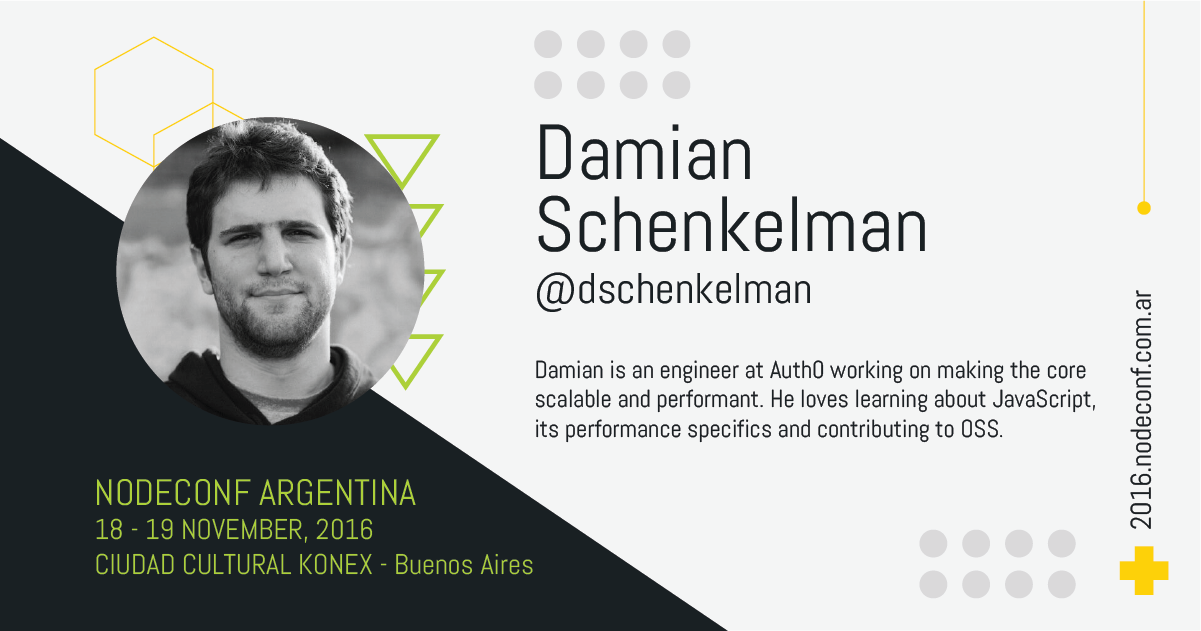 Damian
Schenkelman
@dschenkelman
Damian is an engineer at Auth0 working on making the core
scalable and performant. He loves learning about JavaScript,
its performance specifics and contributing to OSS.
NODECONF ARGENTINA
18 - 19 NOVEMBER, 2016
CIUDAD CULTURAL KONEX - Buenos Aires
2016.nodeconf.com.ar